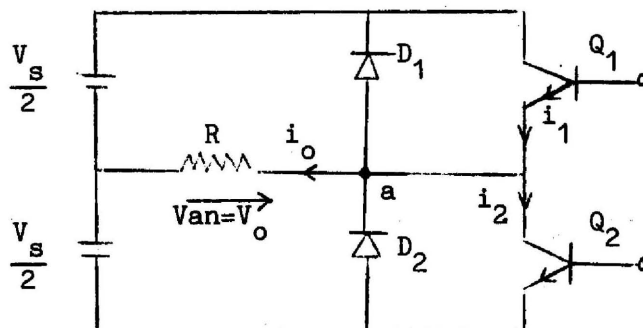 V_s
2
D_1
Q_1
i_1
R
i_o
a
Van=V_o
i_2
V_s
2
D_2
Q_2